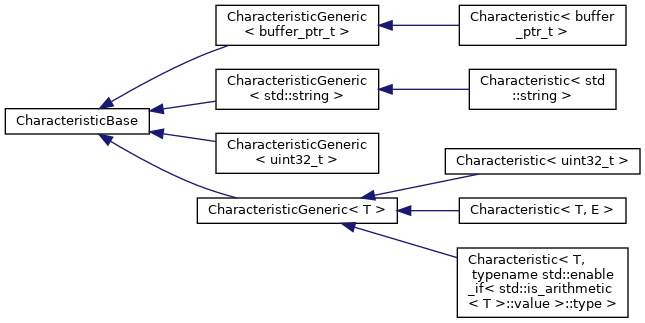 CharacteristicGeneric
< buffer_ptr_t >
Characteristic< buffer
_ptr_t >
CharacteristicGeneric
< std::string >
Characteristic< std
::string >
CharacteristicBase
CharacteristicGeneric
< uint32_t >
Characteristic< uint32_t >
CharacteristicGeneric< T >
Characteristic< T, E >
Characteristic< T,
typename std::enable
_if< std::is_arithmetic
< T >::value >::type >